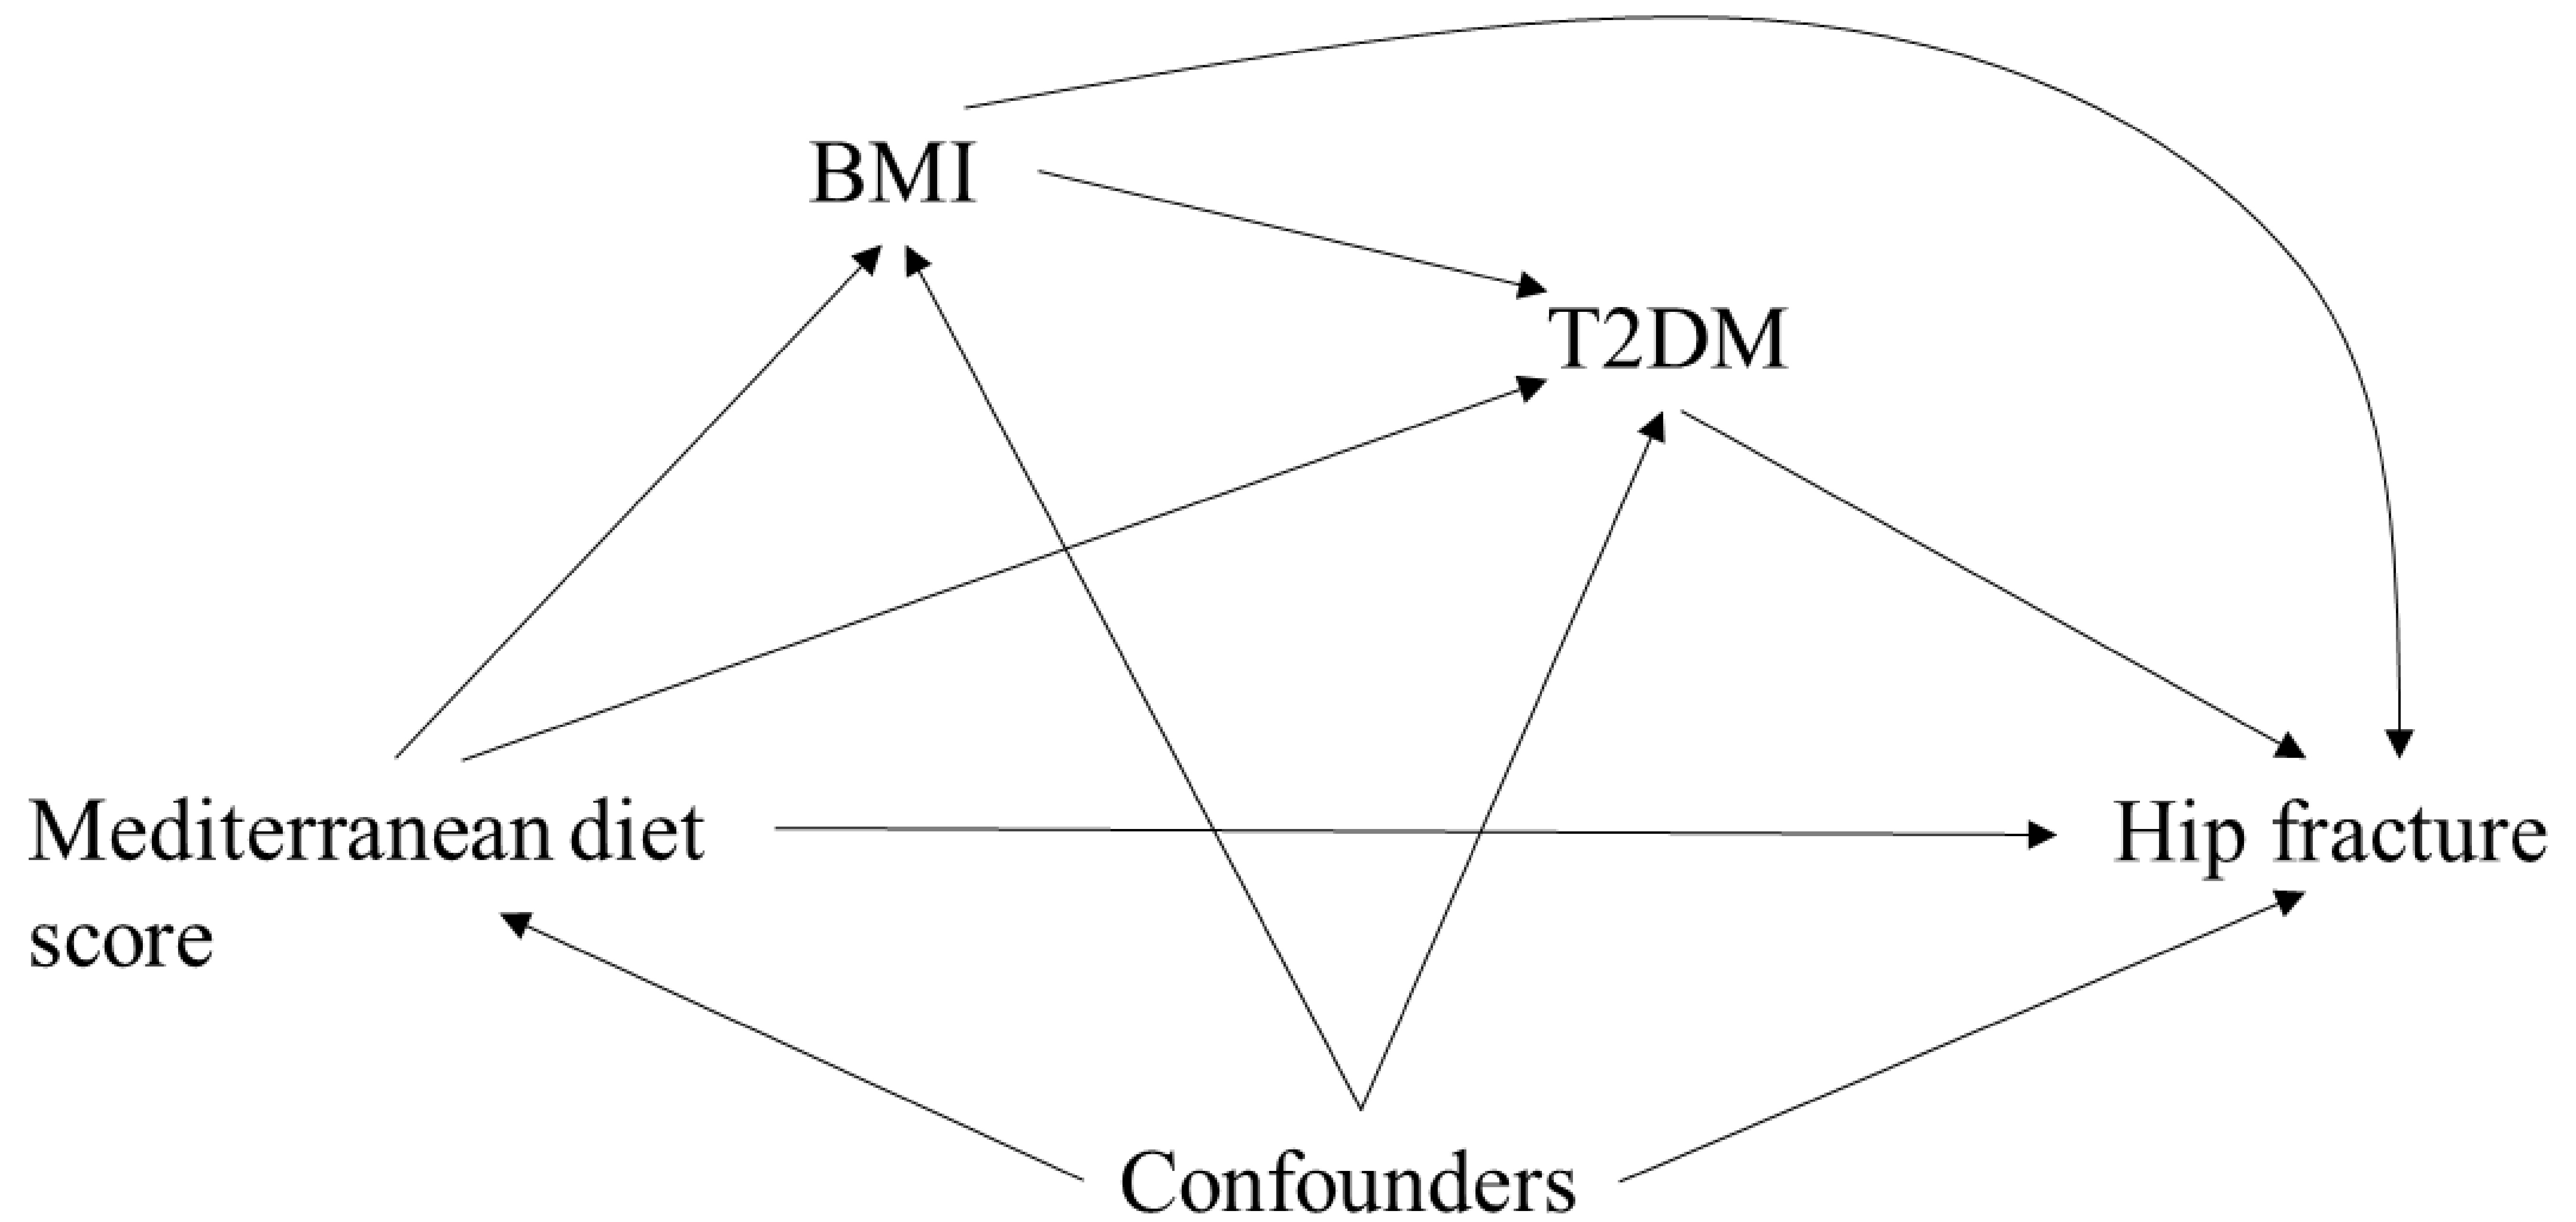 BMI
T2DM
Mediterranean diet
score
Hip fracture
Confounders